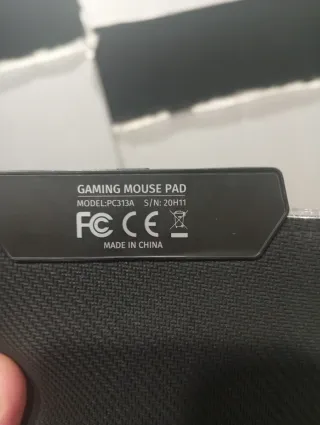 GAMING MOUSE PAD
MODEL:PC313A S/N: 20H11
FC CE
MADE IN CHINA